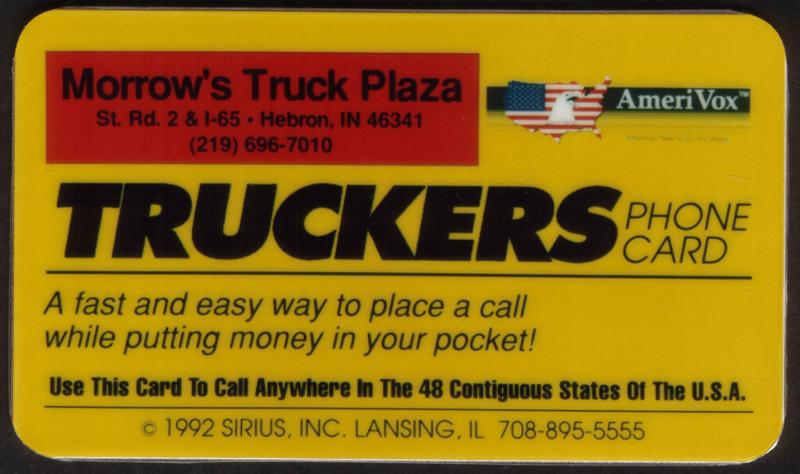 Morrow's Truck Plaza
St. Rd. 2 & I-65 • Hebron, IN 46341
(219) 696-7010
AmeriVox™
TRUCKERS PHONE CARD
A fast and easy way to place a call
while putting money in your pocket!
Use This Card To Call Anywhere In The 48 Contiguous States Of The U.S.A.
© 1992 SIRIUS, INC. LANSING, IL 708-895-5555